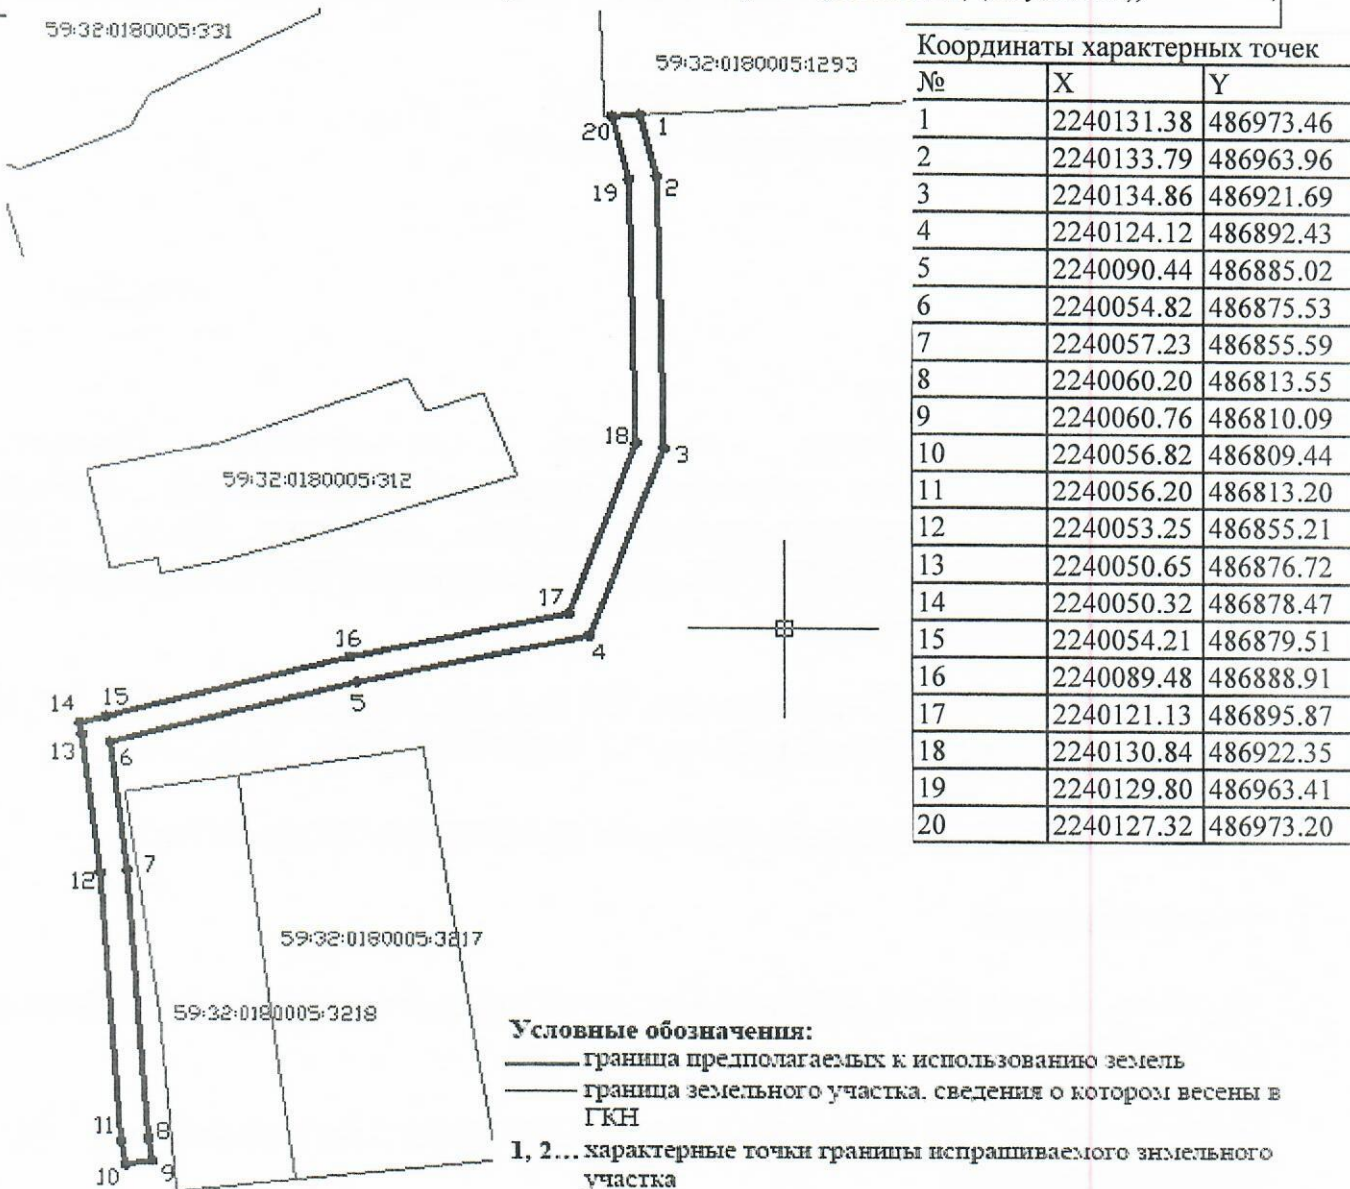 59:32:0180005:331
59:32:0180005:1293
Координаты характерных точек
№ X Y
1 2240131.38 486973.46
2 2240133.79 486963.96
3 2240134.86 486921.69
4 2240124.12 486892.43
5 2240090.44 486885.02
6 2240054.82 486875.53
7 2240057.23 486855.59
8 2240060.20 486813.55
9 2240060.76 486810.09
10 2240056.82 486809.44
11 2240056.20 486813.20
12 2240053.25 486855.21
13 2240050.65 486876.72
14 2240050.32 486878.47
15 2240054.21 486879.51
16 2240089.48 486888.91
17 2240121.13 486895.87
18 2240130.84 486922.35
19 2240129.80 486963.41
20 2240127.32 486973.20
20
1
19
2
18
3
59:32:0180005:312
17
4
16
5
14
15
13
6
12
7
59:32:0180005:3217
59:32:0180005:3218
11
8
10
9
Условные обозначения:
граница предполагаемых к использованию земель
граница земельного участка. сведения о котором весены в
ГКН
1, 2... характерные точки границы испрашиваемого знмельного
участка